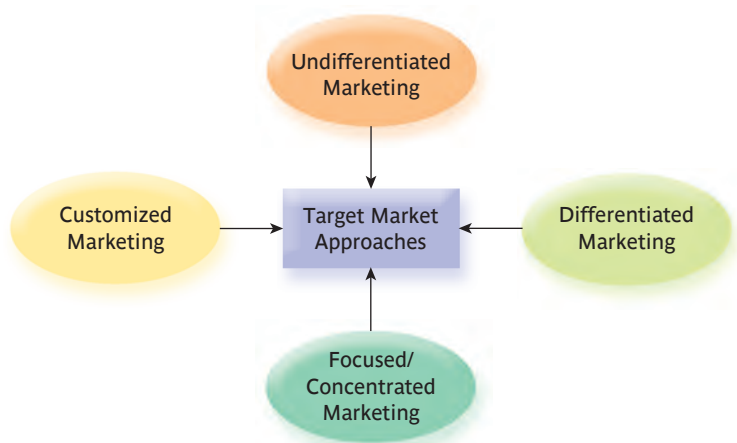 Undifferentiated
Marketing
Customized
Marketing
Target Market
Approaches
Differentiated
Marketing
Focused/
Concentrated
Marketing